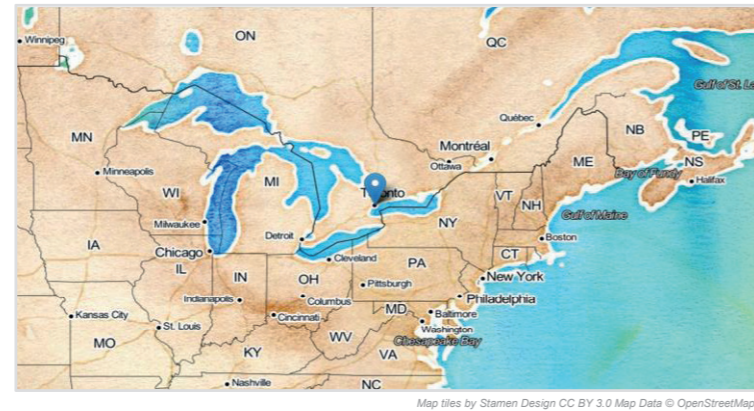 ON
QC
Winnipeg
Gulf of St. La
Québec
MN
NB
PE
Montréal
Ottawa
ME
NS
Bay of Fundy
Halifax
Minneapolis
WI
MI
VT
NH
NY
Gulf of Maine
Milwaukee
Detroit
Boston
Chicago
Cleveland
CT
IA
IL
IN
OH
PA
Pittsburgh
New York
Indianapolis
Columbus
Philadelphia
Kansas City
St. Louis
Cincinnati
MD
Baltimore
Washington
MO
WV
Chesapeake Bay
KY
VA
Nashville
NC
Map tiles by Stamen Design CC BY 3.0 Map Data © OpenStreetMap